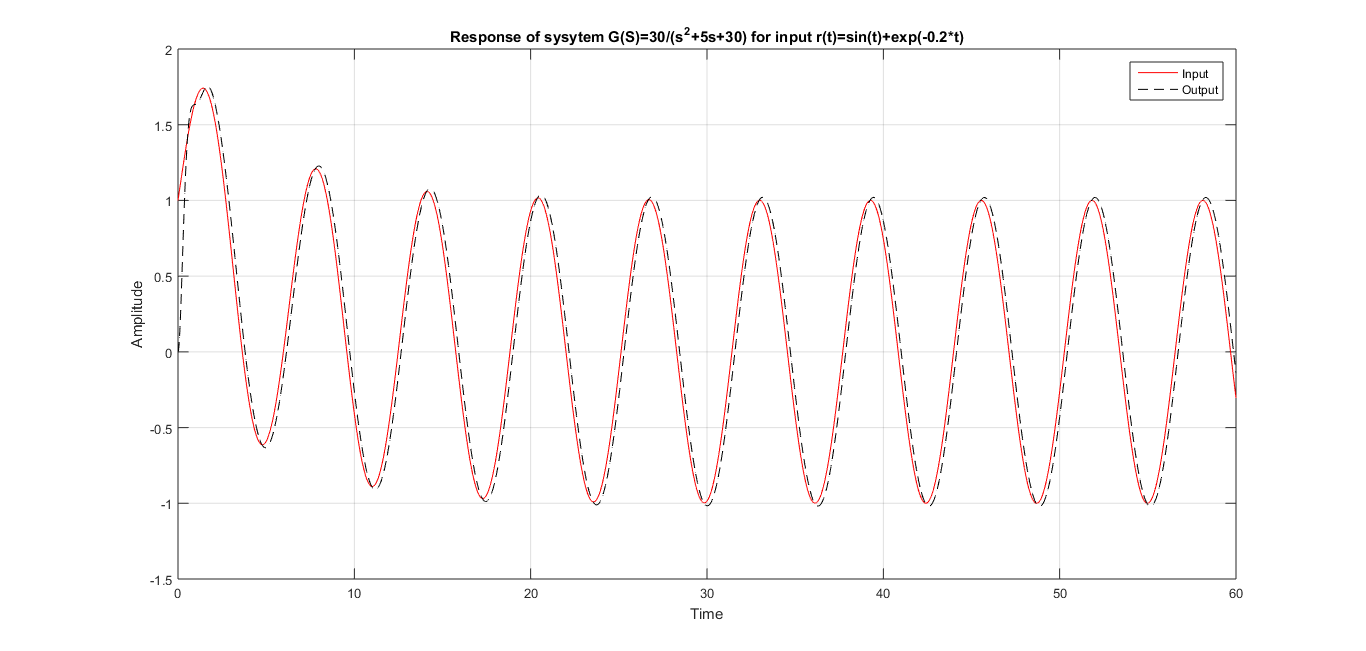 Response of sysytem G(S)=30/(s²+5s+30) for input r(t)=sin(t)+exp(-0.2*t)
Input
Output
2
1.5
1
0.5
0
-0.5
-1
-1.5
Amplitude
0 10 20 30 40 50 60
Time